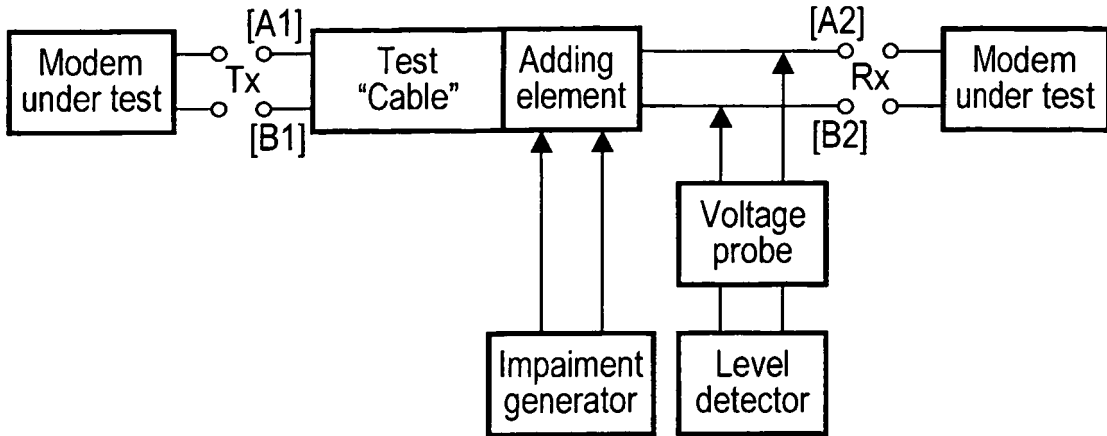 [A1]
[A2]
Modem
under test
Tx
Test
“Cable”
Adding
element
Rx
Modem
under test
[B1]
[B2]
Voltage
probe
Impaiment
generator
Level
detector